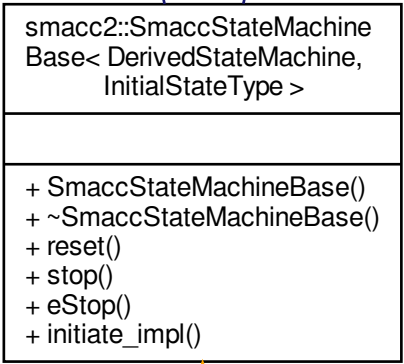 smacc2::SmaccStateMachine
Base< DerivedStateMachine,
InitialStateType >
+ SmaccStateMachineBase()
+ ~SmaccStateMachineBase()
+ reset()
+ stop()
+ eStop()
+ initiate_impl()